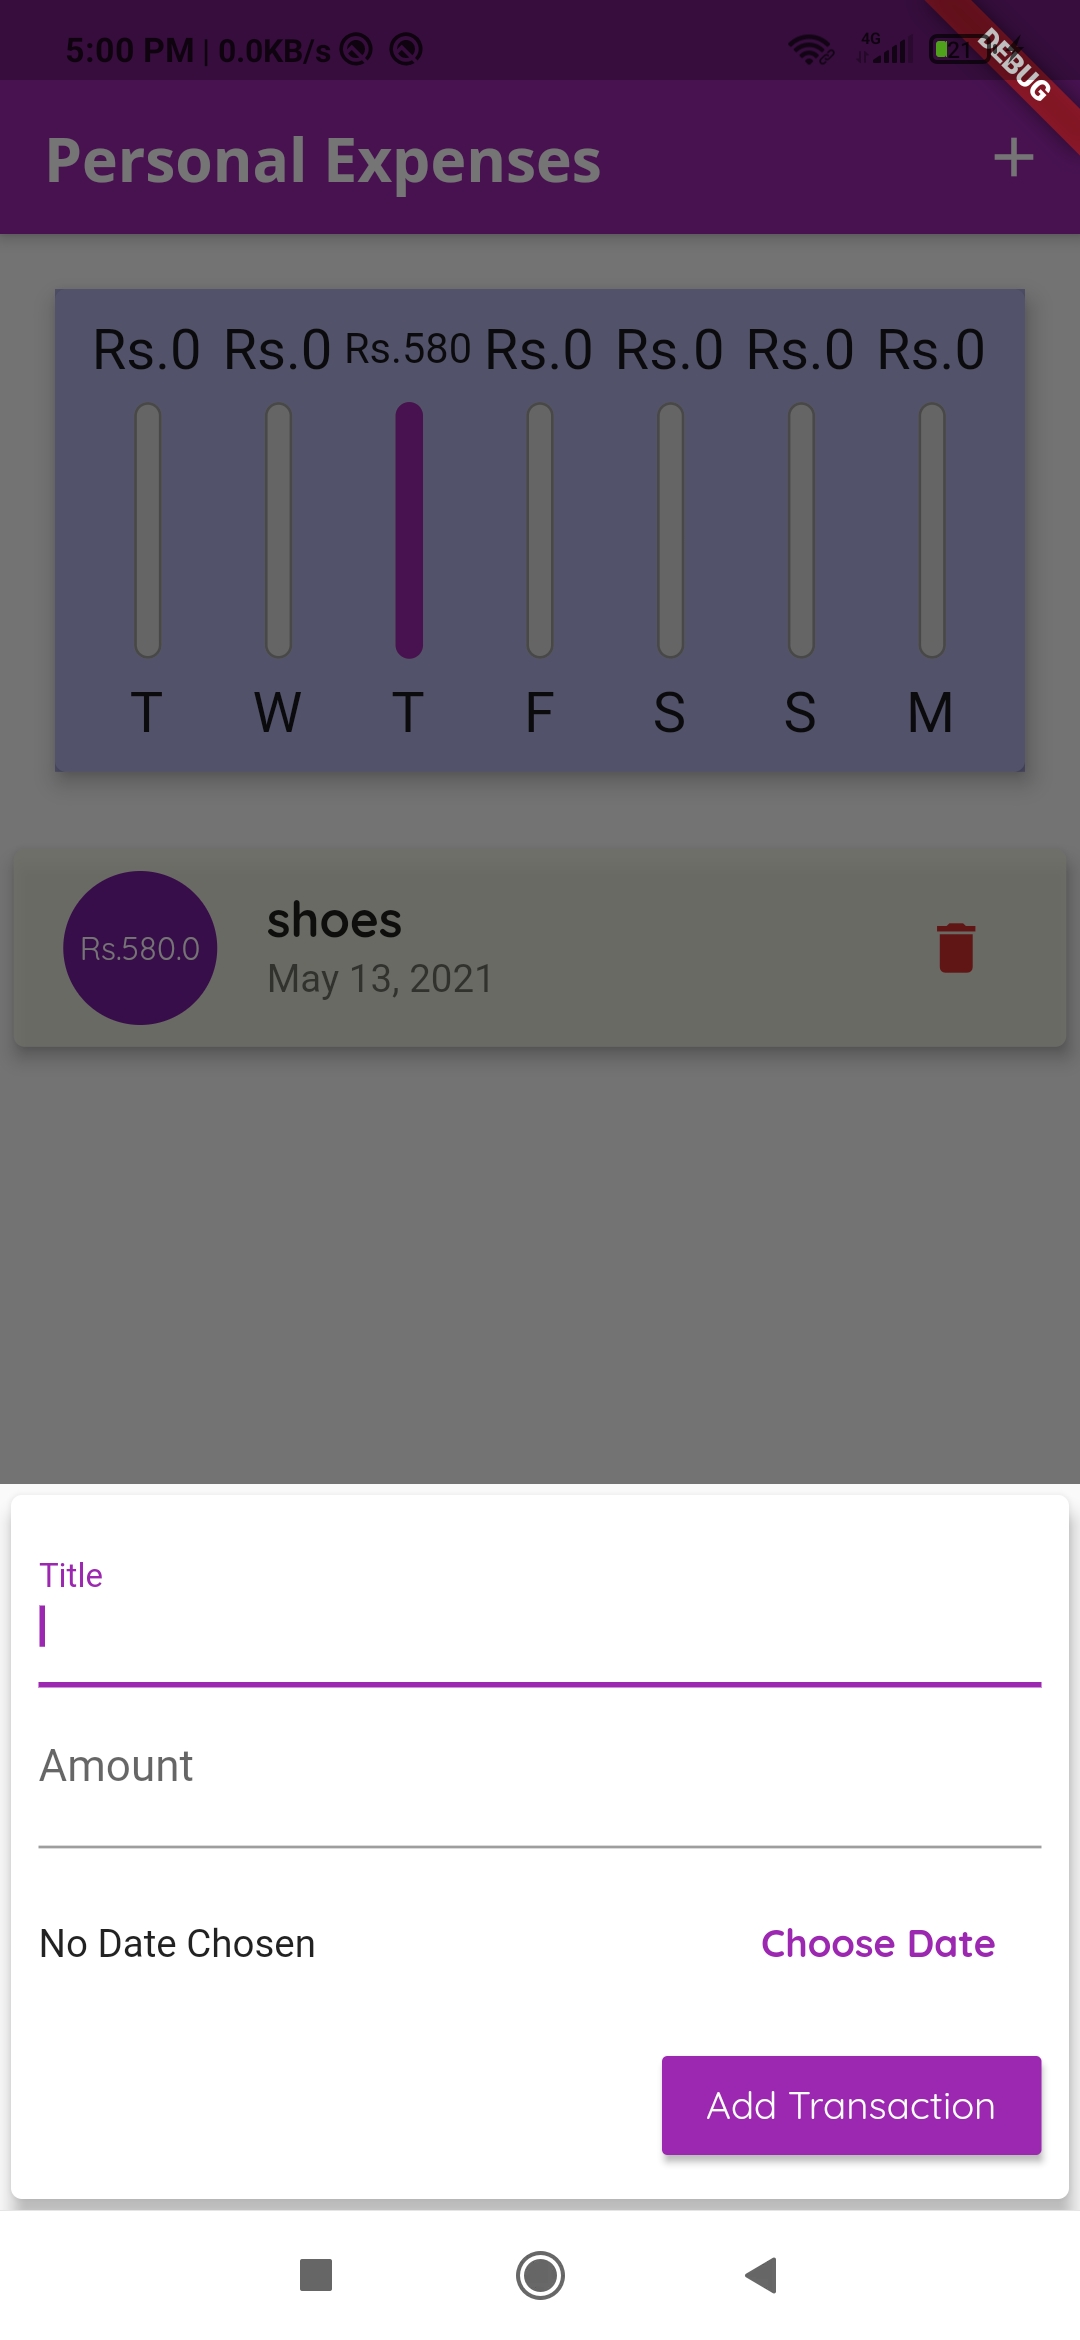 5:00 PM | 0.0KB/s 4G 21
DEBUG
Personal Expenses +
Rs.0 Rs.0 Rs.580 Rs.0 Rs.0 Rs.0 Rs.0
T W T F S S M
Rs.580.0
shoes
May 13, 2021
Title
Amount
No Date Chosen Choose Date
Add Transaction